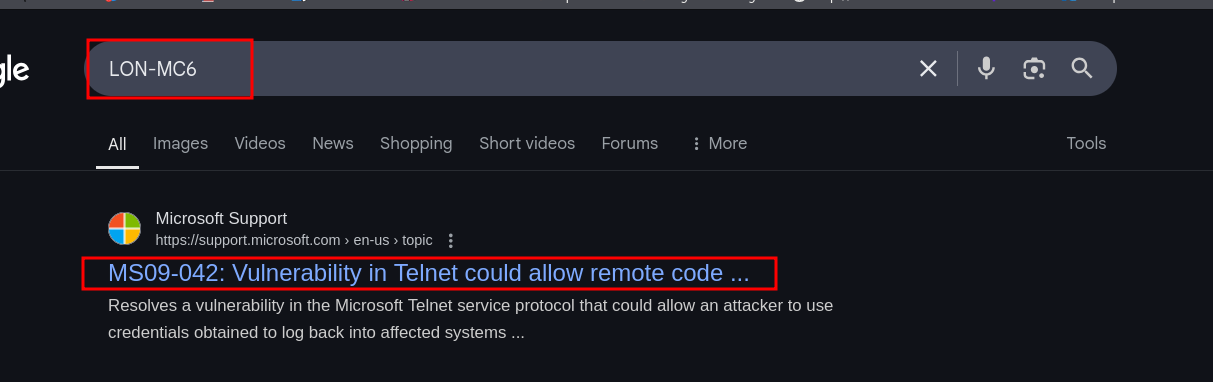 LON-MC6
All Images Videos News Shopping Short videos Forums More Tools
Microsoft Support
https://support.microsoft.com › en-us › topic
MS09-042: Vulnerability in Telnet could allow remote code ...
Resolves a vulnerability in the Microsoft Telnet service protocol that could allow an attacker to use
credentials obtained to log back into affected systems ...